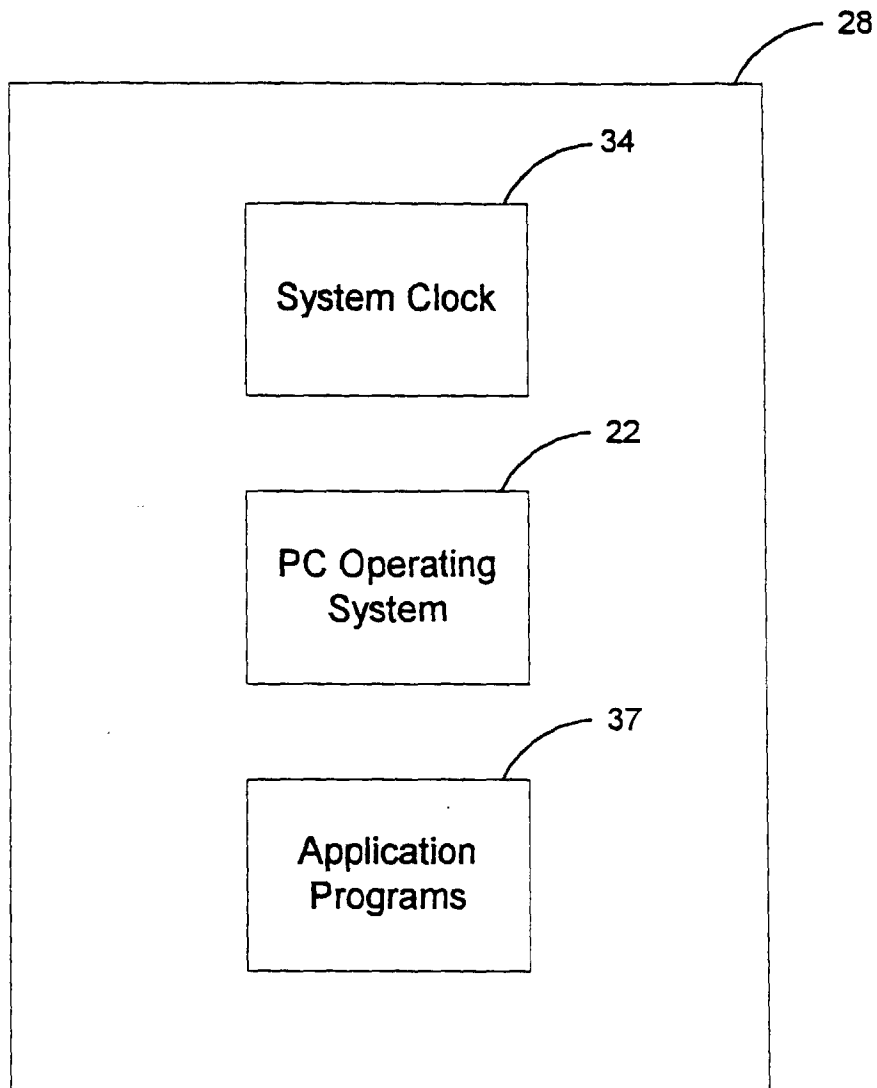 28
34
System Clock
22
PC Operating
System
37
Application
Programs